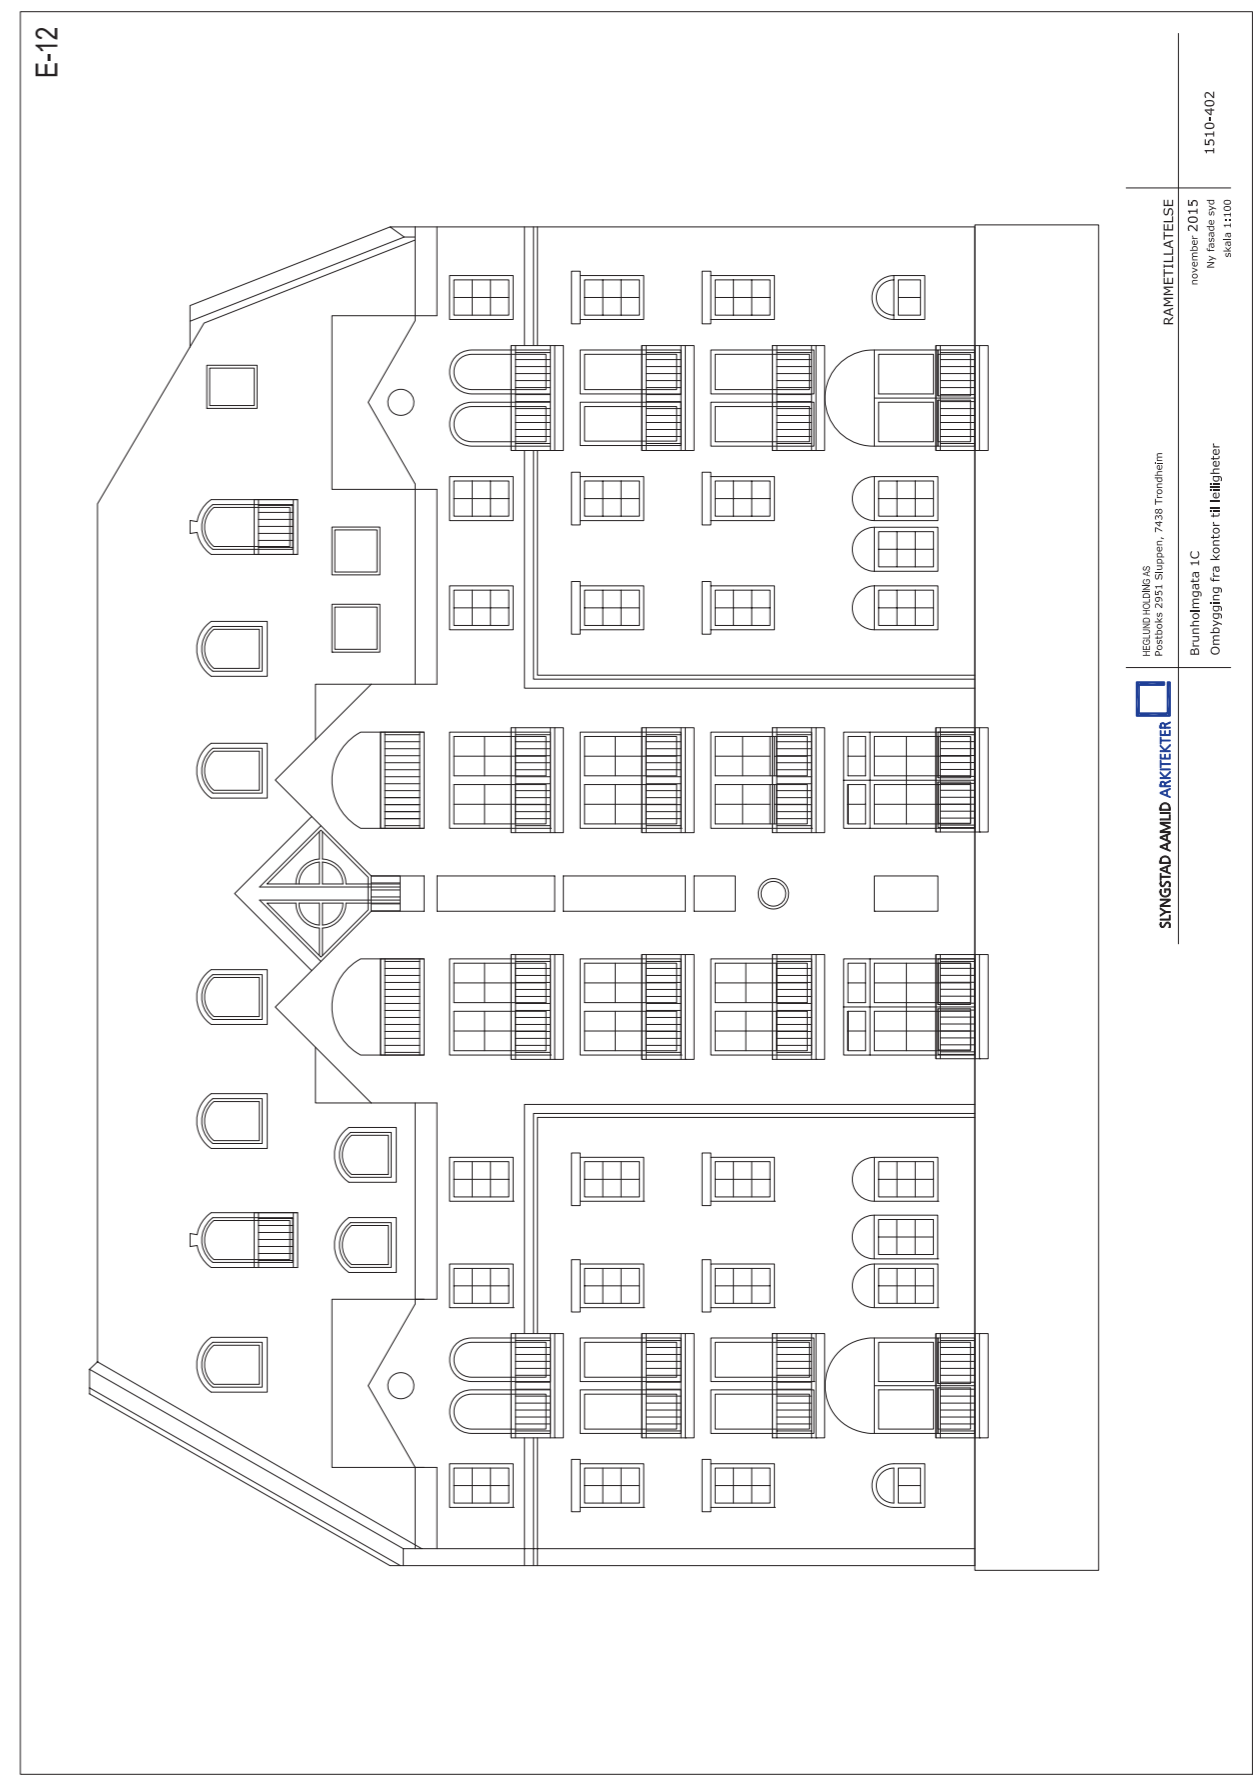 E-12
SLYNGSTAD AAMLID ARKITEKTER
HEGLUND HOLDING AS
Postboks 2951 Sluppen, 7438 Trondheim
RAMMETILLATELSE
Brunholmgata 1C
Ombygging fra kontor til leiligheter
november 2015
Ny fasade syd
skala 1:100
1510-402